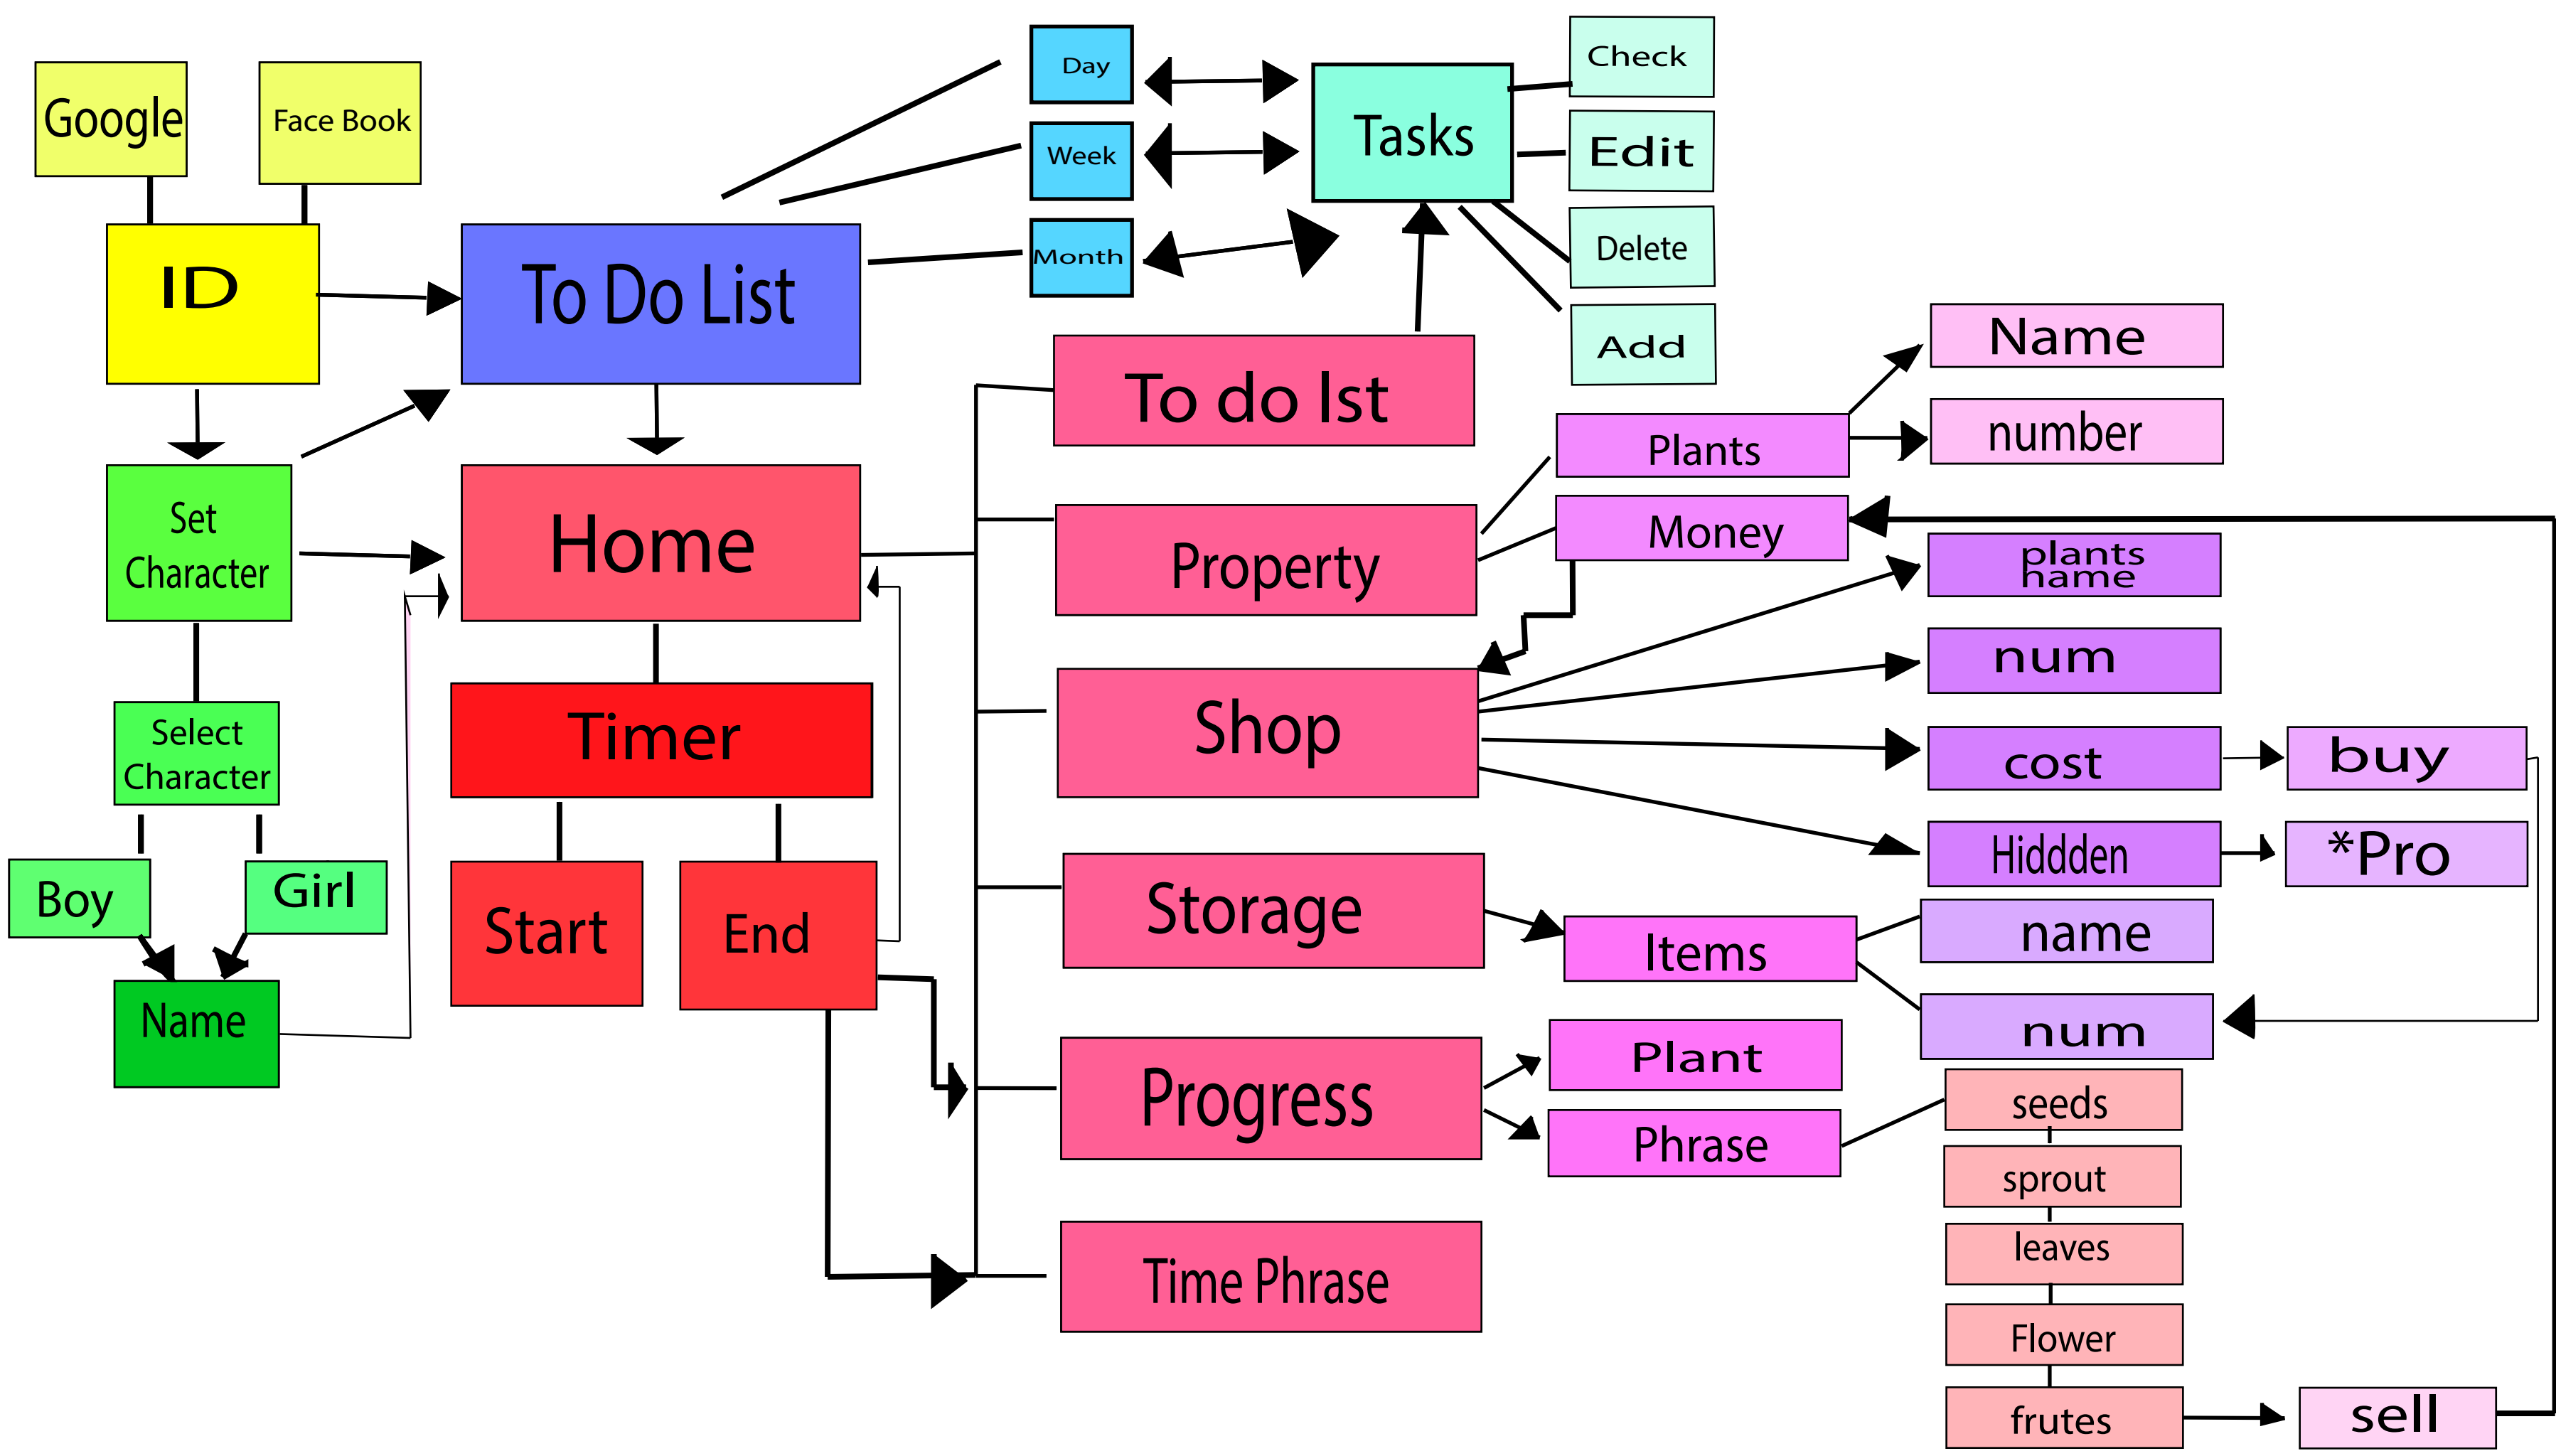 Google
Face Book
ID
To Do List
Day
Week
Month
Tasks
Check
Edit
Delete
Add
Set
Character
Select
Character
Boy
Girl
Name
Home
Timer
Start
End
To do lst
Property
Shop
Storage
Progress
Time Phrase
Plants
Money
Name
number
plants
name
num
cost
Hiddden
buy
*Pro
Items
name
num
Plant
Phrase
seeds
sprout
leaves
Flower
frutes
sell